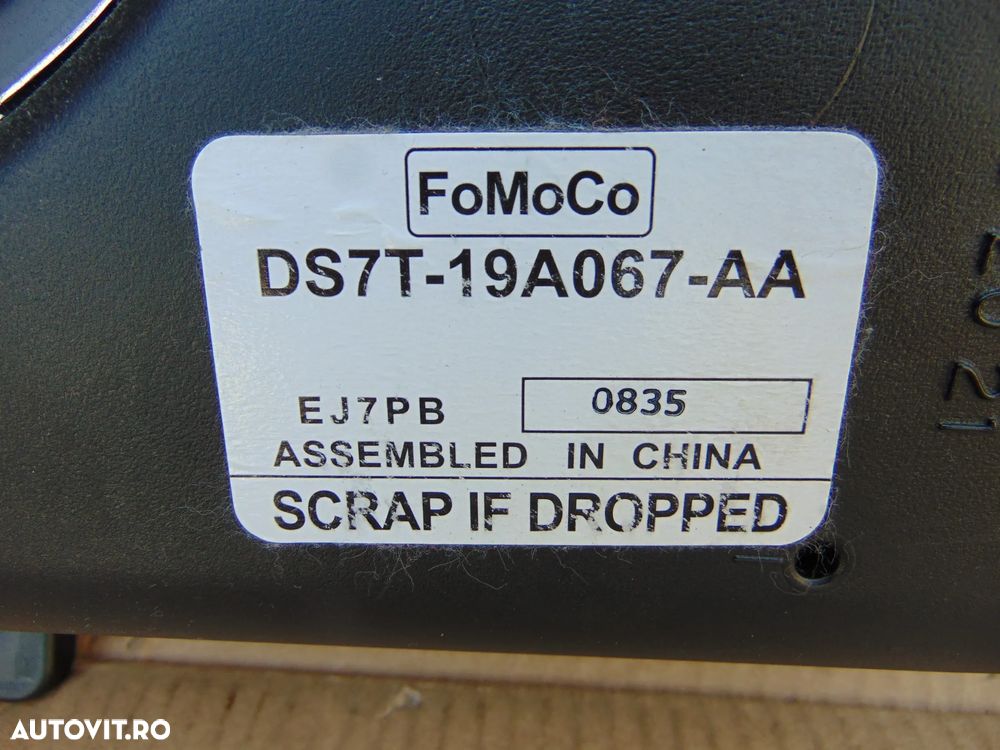 FoMoCo
DS7T-19A067-AA
EJ7PB 0835
ASSEMBLED IN CHINA
SCRAP IF DROPPED
AUTOVIT.RO